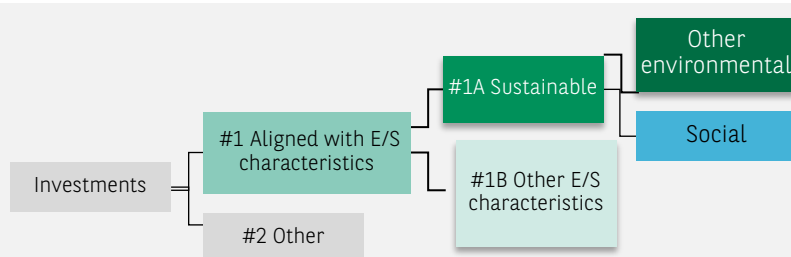 Other
environmental
#1A Sustainable
Social
#1 Aligned with E/S
characteristics
#1B Other E/S
characteristics
Investments
#2 Other